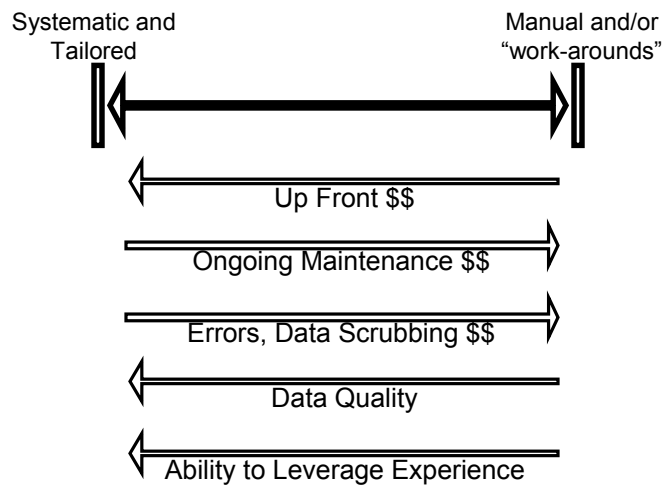 Systematic and
Tailored
Manual and/or
“work-arounds”
Up Front $$
Ongoing Maintenance $$
Errors, Data Scrubbing $$
Data Quality
Ability to Leverage Experience